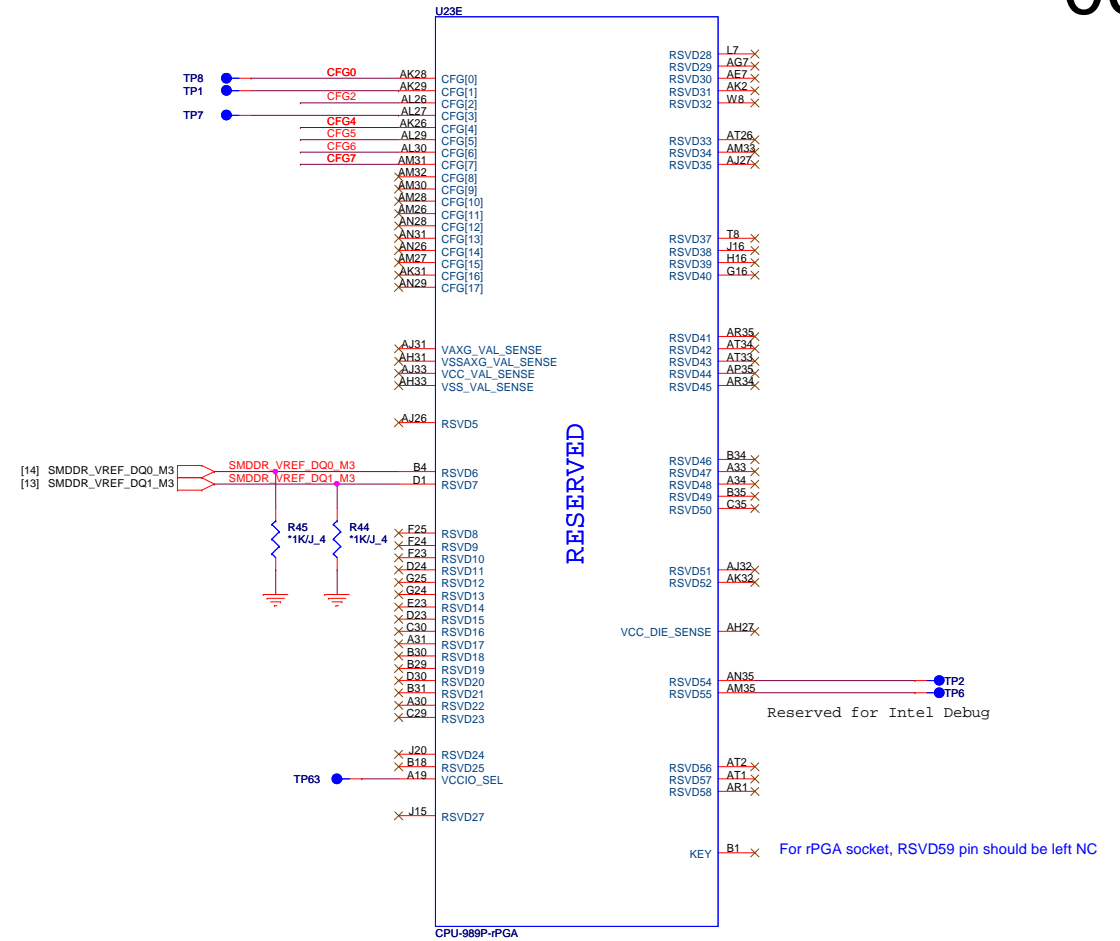 U23E
TP8
CFG0
AK28
CFG[0]
TP1
AK29
CFG[1]
CFG2
AL26
CFG[2]
TP7
AL27
CFG[3]
CFG4
AK26
CFG[4]
CFG5
AL29
CFG[5]
CFG6
AL30
CFG[6]
CFG7
AM31
CFG[7]
AM32
CFG[8]
AM30
CFG[9]
AM28
CFG[10]
AM26
CFG[11]
AN28
CFG[12]
AN31
CFG[13]
AN26
CFG[14]
AM27
CFG[15]
AK31
CFG[16]
AN29
CFG[17]
AJ31
VAXG_VAL_SENSE
AH31
VSSAXG_VAL_SENSE
AJ33
VCC_VAL_SENSE
AH33
VSS_VAL_SENSE
AJ26
RSVD5
[14] SMDDR_VREF_DQ0_M3
SMDDR_VREF_DQ0_M3
B4
RSVD6
[13] SMDDR_VREF_DQ1_M3
SMDDR_VREF_DQ1_M3
D1
RSVD7
R45
*1K/J_4
R44
*1K/J_4
F25
RSVD8
F24
RSVD9
F23
RSVD10
D24
RSVD11
G25
RSVD12
G24
RSVD13
E23
RSVD14
D23
RSVD15
C30
RSVD16
A31
RSVD17
B30
RSVD18
B29
RSVD19
D30
RSVD20
B31
RSVD21
A30
RSVD22
C29
RSVD23
J20
RSVD24
B18
RSVD25
TP63
A19
VCCIO_SEL
J15
RSVD27
RESERVED
RSVD28
L7
RSVD29
AG7
RSVD30
AE7
RSVD31
AK2
RSVD32
W8
RSVD33
AT26
RSVD34
AM33
RSVD35
AJ27
RSVD37
T8
RSVD38
J16
RSVD39
H16
RSVD40
G16
RSVD41
AR35
RSVD42
AT34
RSVD43
AT33
RSVD44
AP35
RSVD45
AR34
RSVD46
B34
RSVD47
A33
RSVD48
A34
RSVD49
B35
RSVD50
C35
RSVD51
AJ32
RSVD52
AK32
VCC_DIE_SENSE
AH27
RSVD54
AN35
TP2
RSVD55
AM35
TP6
Reserved for Intel Debug
RSVD56
AT2
RSVD57
AT1
RSVD58
AR1
KEY
B1
For rPGA socket, RSVD59 pin should be left NC
CPU-989P-rPGA